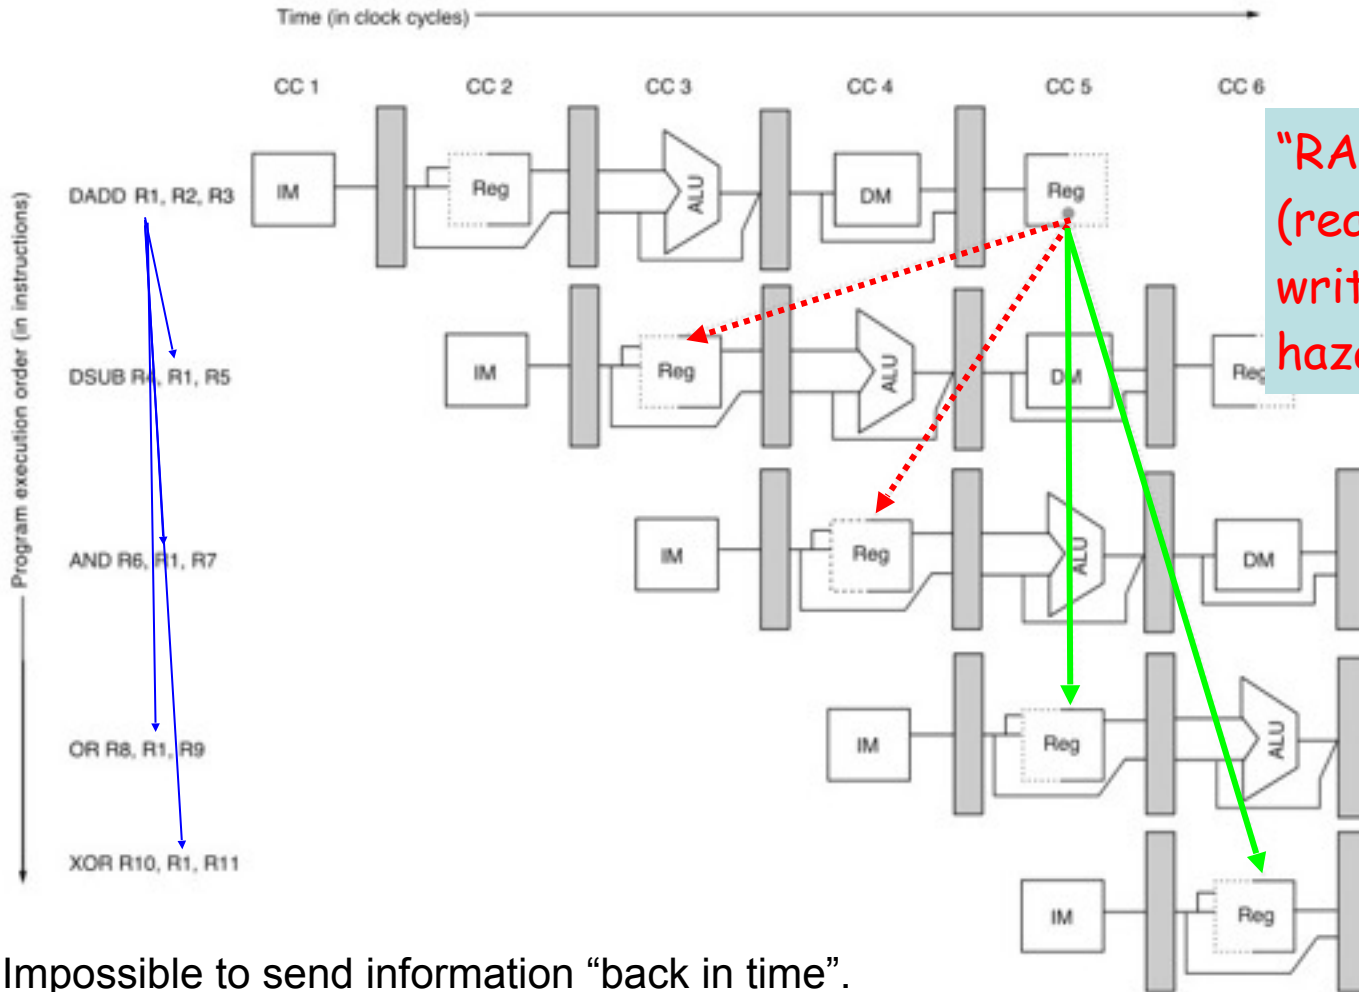 Time (in clock cycles)
CC 1 CC 2 CC 3 CC 4 CC 5 CC 6
Program execution order (in instructions)
DADD R1, R2, R3 IM Reg ALU DM Reg
"RA
(rec
writ
haza
DSUB R4, R1, R5 IM Reg ALU DM Reg
AND R6, R1, R7 IM Reg ALU DM
OR R8, R1, R9 IM Reg ALU
XOR R10, R1, R11 IM Reg
Impossible to send information “back in time”.